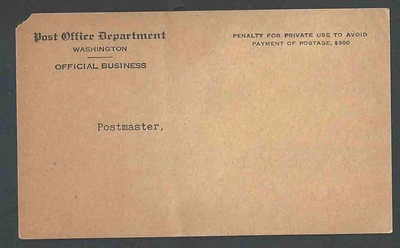 Post Office Department
WASHINGTON
OFFICIAL BUSINESS
PENALTY FOR PRIVATE USE TO AVOID
PAYMENT OF POSTAGE, $300
Postmaster,